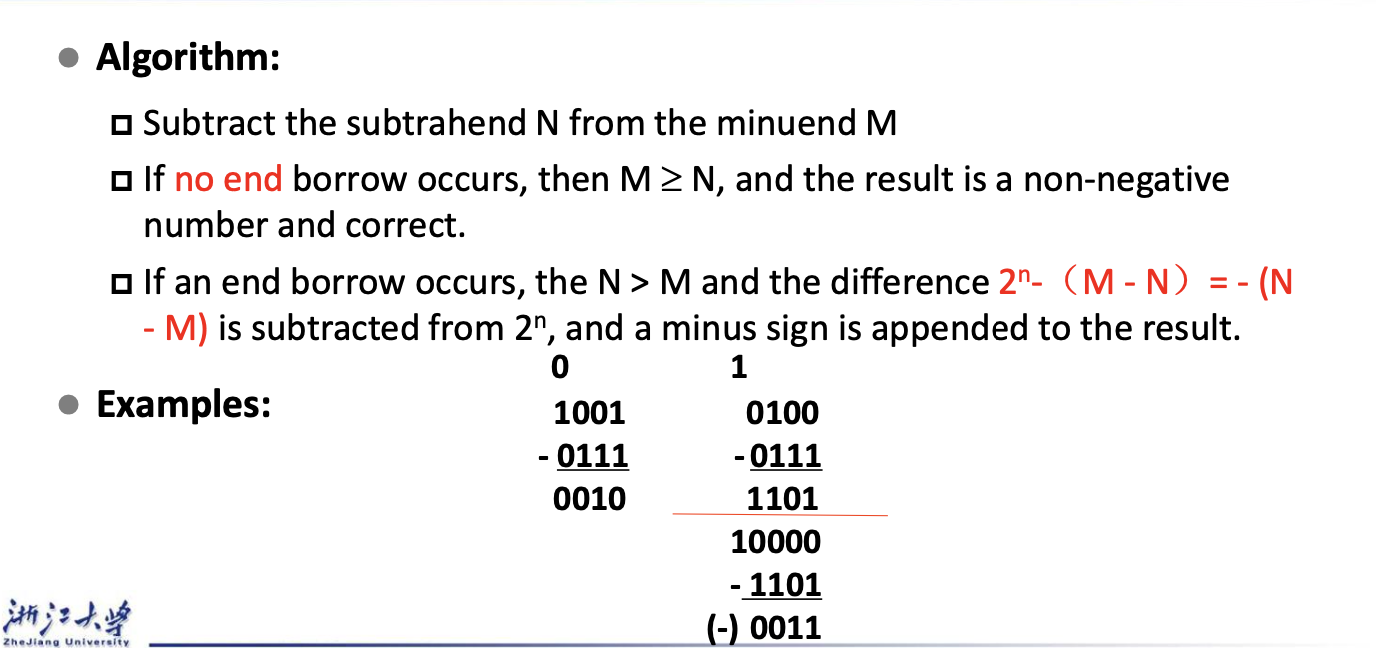 Algorithm:
Subtract the subtrahend N from the minuend M
If no end borrow occurs, then M ≥ N, and the result is a non-negative
number and correct.
If an end borrow occurs, the N > M and the difference 2ⁿ-（M - N）= - (N
- M) is subtracted from 2ⁿ, and a minus sign is appended to the result.
0 1
Examples:
1001 0100
- 0111 -0111
0010 1101
10000
- 1101
(-) 0011
浙江大学
ZheJiang University